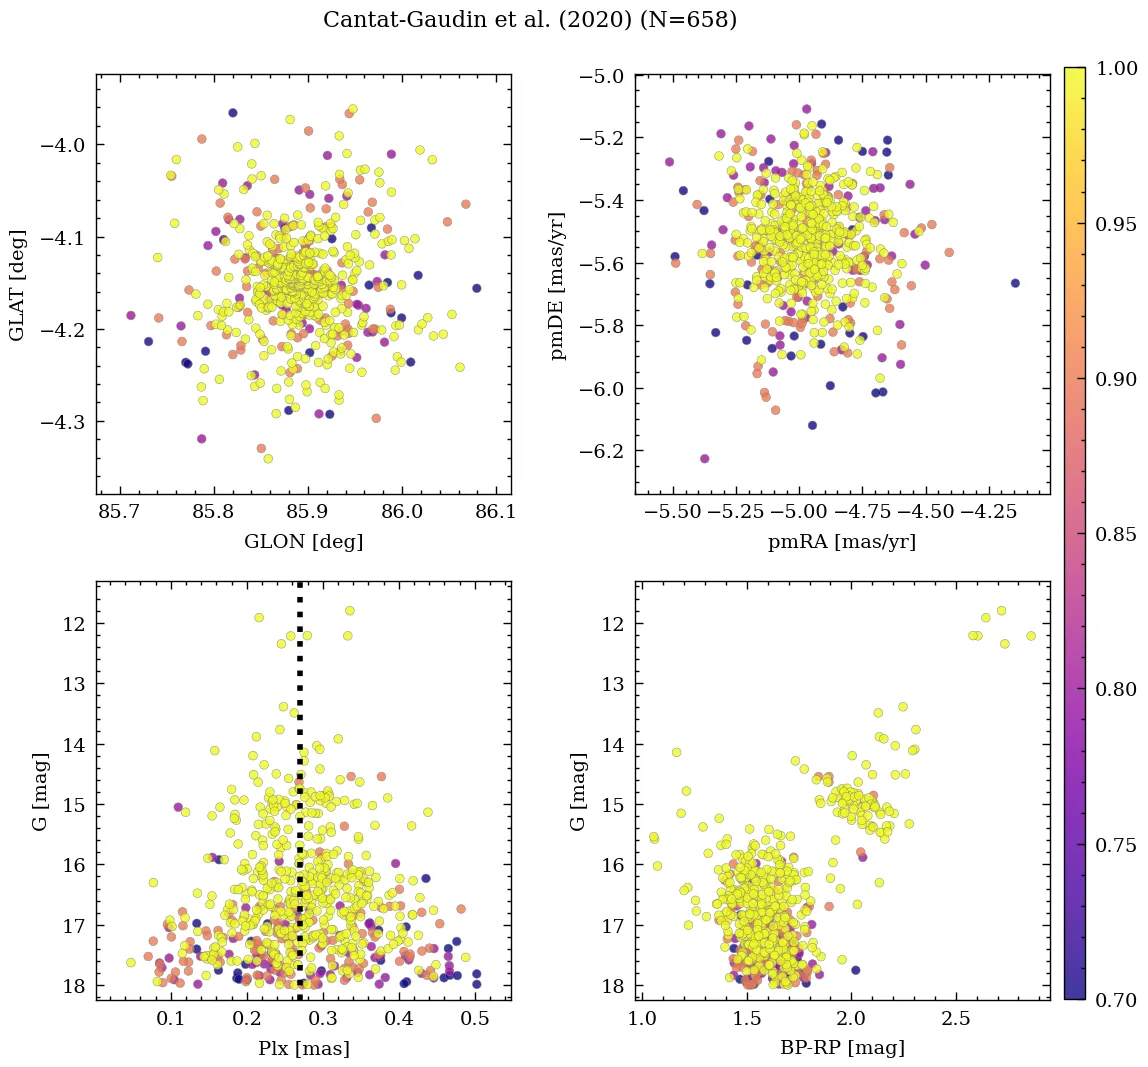 Cantat-Gaudin et al. (2020) (N=658)
−4.0
−4.1
−4.2
−4.3
GLAT [deg]
85.7 85.8 85.9 86.0 86.1
GLON [deg]
−5.0
−5.2
−5.4
−5.6
−5.8
−6.0
−6.2
pmDE [mas/yr]
−5.50 −5.25 −5.00 −4.75 −4.50 −4.25
pmRA [mas/yr]
12
13
14
15
16
17
18
G [mag]
0.1 0.2 0.3 0.4 0.5
Plx [mas]
12
13
14
15
16
17
18
G [mag]
1.0 1.5 2.0 2.5
BP-RP [mag]
1.00
0.95
0.90
0.85
0.80
0.75
0.70